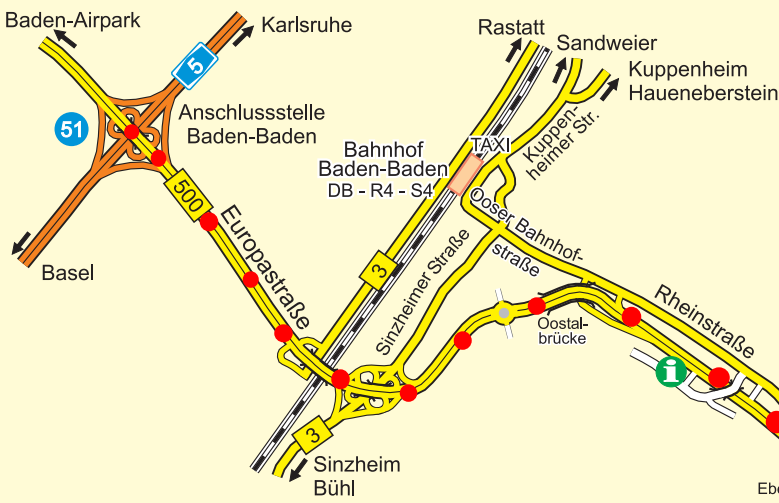 Baden-Airpark
Karlsruhe
Rastatt
Sandweier
Kuppenheim
Haueneberstein
5
51
Anschlussstelle
Baden-Baden
TAXI
Kuppen-
heimer Str.
Bahnhof
Baden-Baden
DB - R4 - S4
500
Europastraße
Ooser Bahnhof-
straße
Basel
3
Sinzheimer Straße
Rheinstraße
Oostal-
brücke
i
3
Sinzheim
Bühl